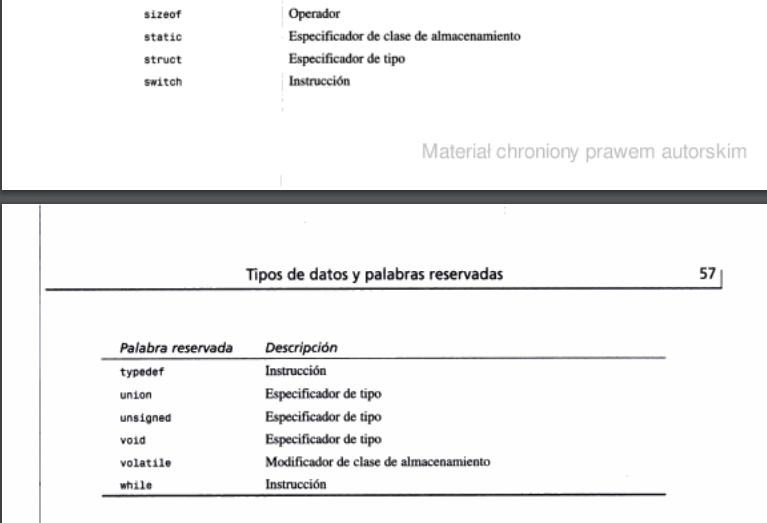 sizeof Operador
static Especificador de clase de almacenamiento
struct Especificador de tipo
switch Instrucción
Materiał chroniony prawem autorskim
Tipos de datos y palabras reservadas 57
Palabra reservada Descripción
typedef Instrucción
union Especificador de tipo
unsigned Especificador de tipo
void Especificador de tipo
volatile Modificador de clase de almacenamiento
while Instrucción